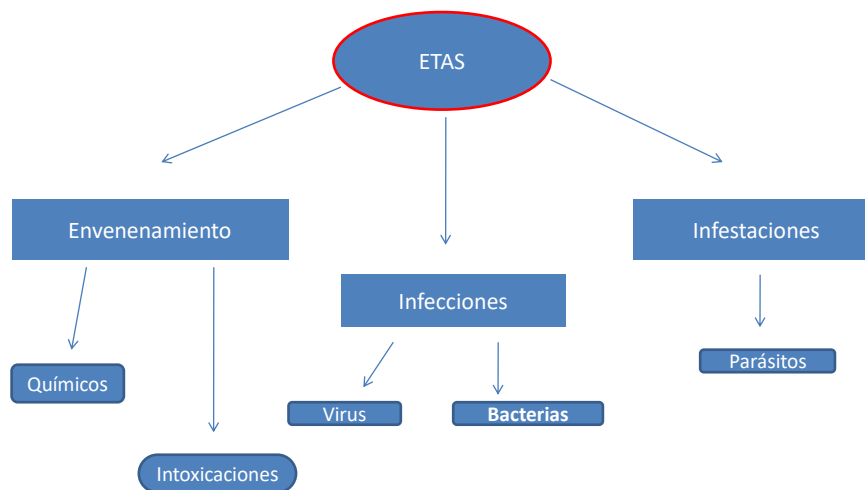 ETAS
Envenenamiento
Infestaciones
Infecciones
Químicos
Parásitos
Virus
Bacterias
Intoxicaciones